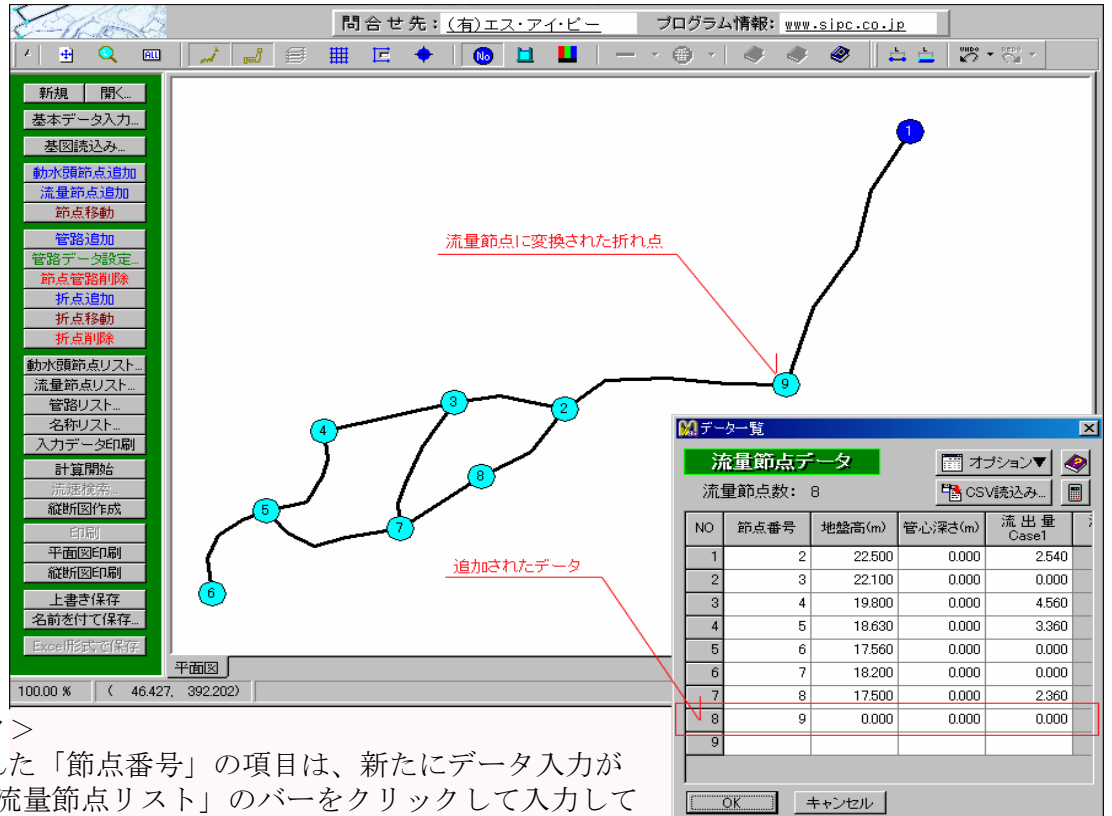 問合せ先：(有)エス・アイ・ビー プログラム情報：www.sipc.co.jp
ALL No UNDO REDO
新規 開く...
基本データ入力...
基図読込み...
動水頭節点追加
流量節点追加
節点移動
管路追加
管路データ設定...
節点管路削除
折点追加
折点移動
折点削除
動水頭節点リスト...
流量節点リスト...
管路リスト...
名称リスト...
入力データ印刷
計算開始
流速検索...
縦断図作成
印刷
平面図印刷
縦断図印刷
上書き保存
名前を付て保存...
Excel形式で保存
1
流量節点に変換された折れ点
9
3
2
4
8
5
7
追加されたデータ
6
平面図
100.00 % ( 46.427, 392.202)
データ一覧
流量節点データ オプション▼
流量節点数： 8 CSV読込み...
NO 節点番号 地盤高(m) 管心深さ(m) 流出量 Case1
1 2 22.500 0.000 2.540
2 3 22.100 0.000 0.000
3 4 19.800 0.000 4.560
4 5 18.630 0.000 3.360
5 6 17.560 0.000 0.000
6 7 18.200 0.000 0.000
7 8 17.500 0.000 2.360
8 9 0.000 0.000 0.000
9
OK キャンセル
＞
た「節点番号」の項目は、新たにデータ入力が
流量節点リスト」のバーをクリックして入力して